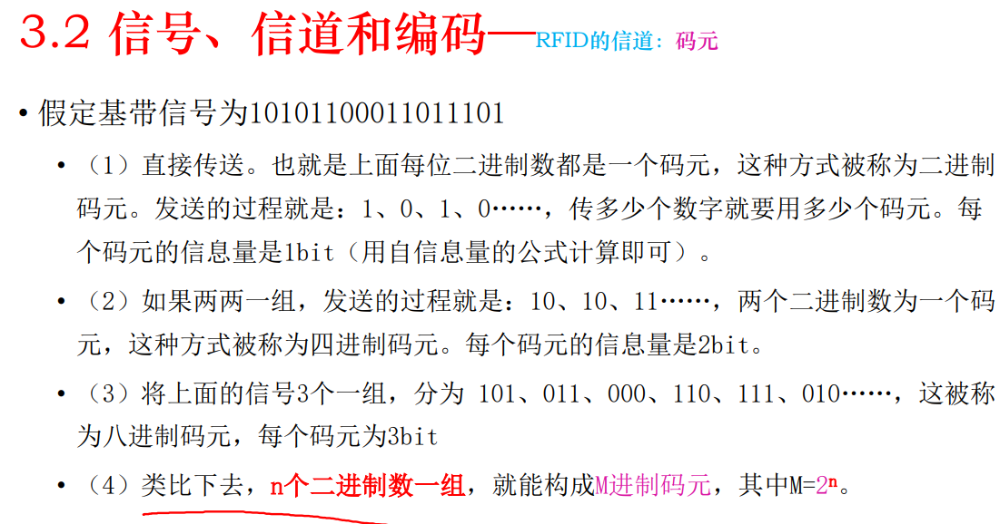 3.2 信号、信道和编码—RFID的信道：码元
• 假定基带信号为10101100011011101
• （1）直接传送。也就是上面每位二进制数都是一个码元，这种方式被称为二进制
码元。发送的过程就是：1、0、1、0……，传多少个数字就要用多少个码元。每
个码元的信息量是1bit（用自信息量的公式计算即可）。
• （2）如果两两一组，发送的过程就是：10、10、11……，两个二进制数为一个码
元，这种方式被称为四进制码元。每个码元的信息量是2bit。
• （3）将上面的信号3个一组，分为 101、011、000、110、111、010……，这被称
为八进制码元，每个码元为3bit
• （4）类比下去，n个二进制数一组，就能构成M进制码元，其中M=2ⁿ。